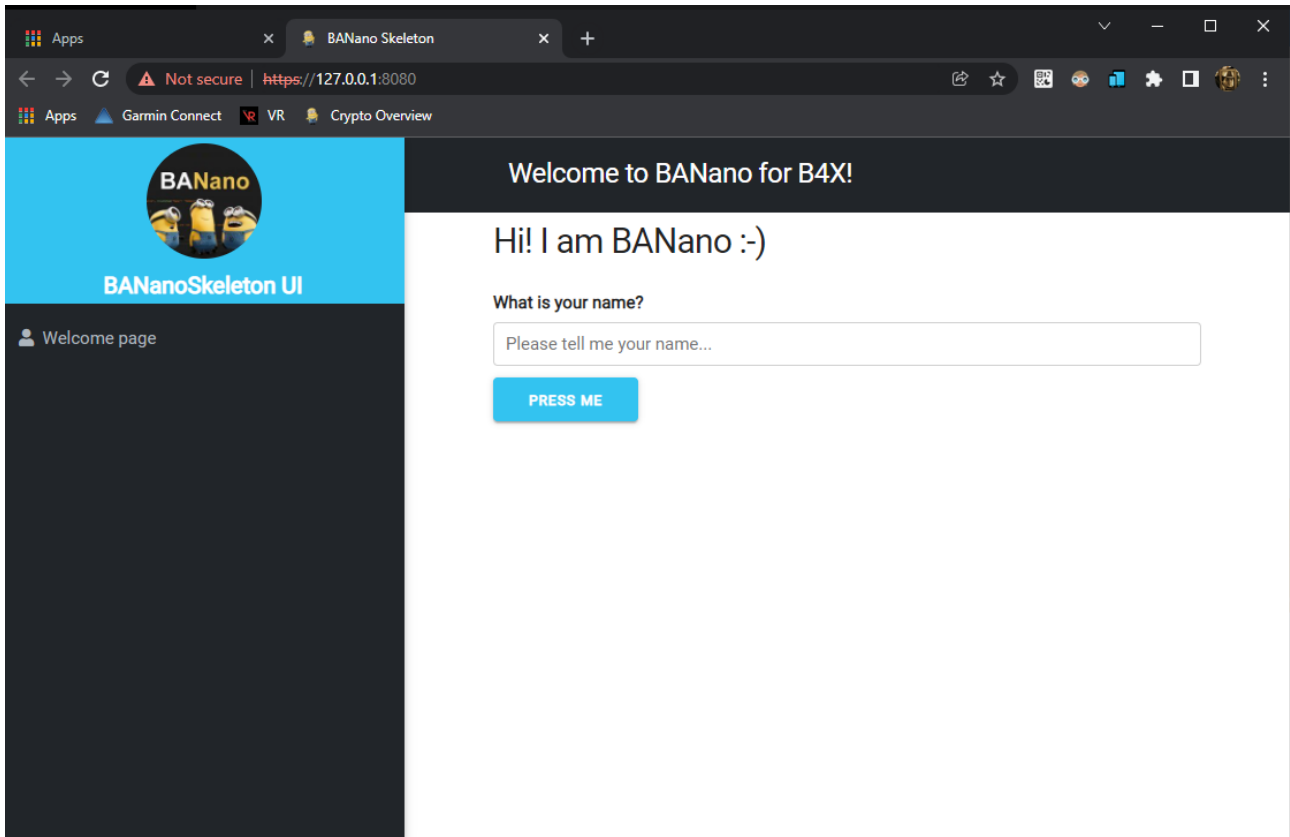 Apps
BANano Skeleton
Not secure | https://127.0.0.1:8080
Apps
Garmin Connect
VR VR
Crypto Overview
BANano
BANanoSkeleton UI
Welcome page
Welcome to BANano for B4X!
Hi! I am BANano :-)
What is your name?
Please tell me your name...
PRESS ME